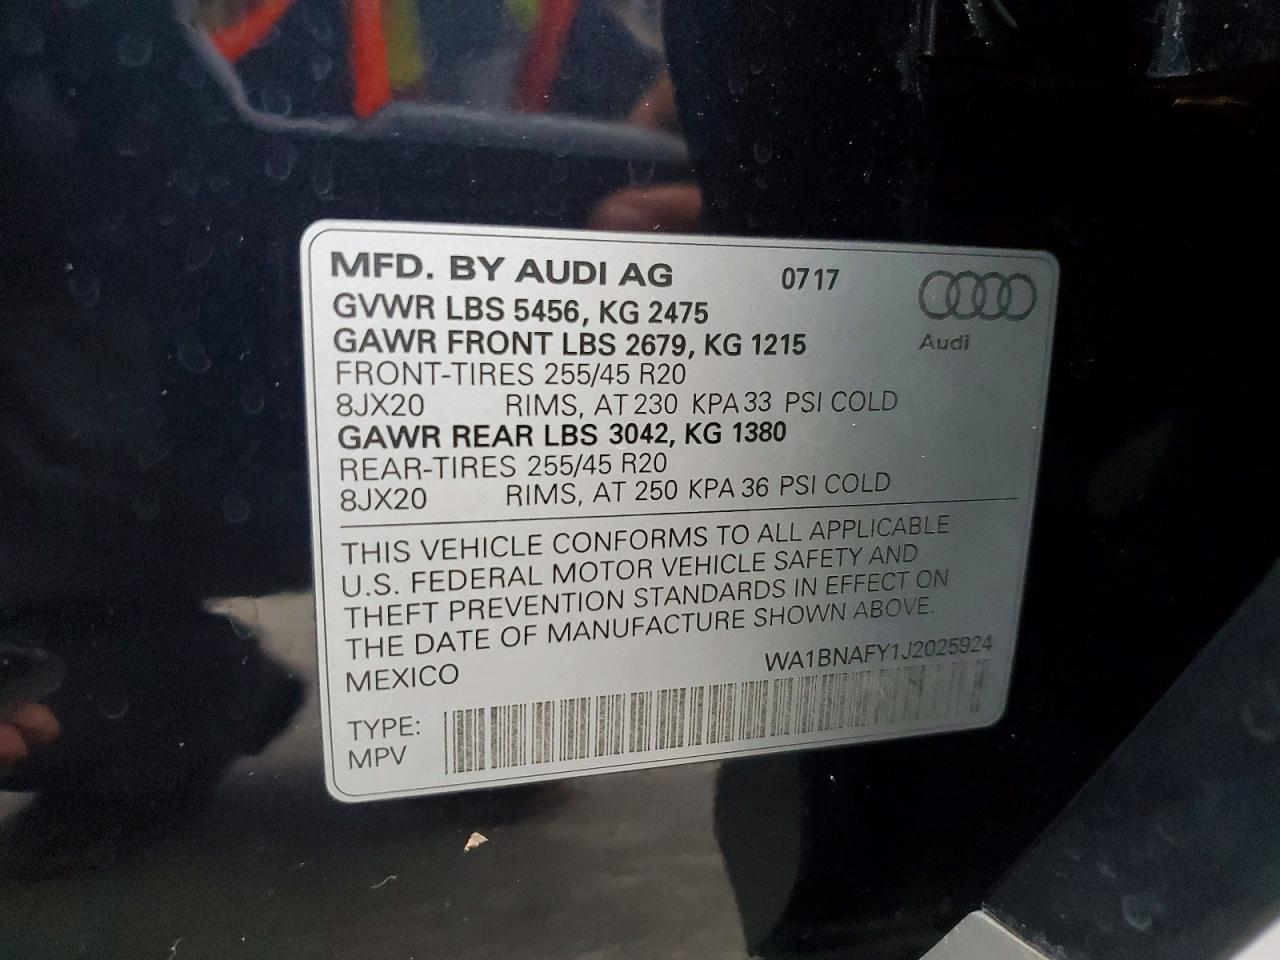 MFD. BY AUDI AG 0717
GVWR LBS 5456, KG 2475
GAWR FRONT LBS 2679, KG 1215
Audi
FRONT-TIRES 255/45 R20
8JX20 RIMS, AT 230 KPA 33 PSI COLD
GAWR REAR LBS 3042, KG 1380
REAR-TIRES 255/45 R20
8JX20 RIMS, AT 250 KPA 36 PSI COLD
THIS VEHICLE CONFORMS TO ALL APPLICABLE
U.S. FEDERAL MOTOR VEHICLE SAFETY AND
THEFT PREVENTION STANDARDS IN EFFECT ON
THE DATE OF MANUFACTURE SHOWN ABOVE.
MEXICO WA1BNAFY1J2025924
TYPE:
MPV